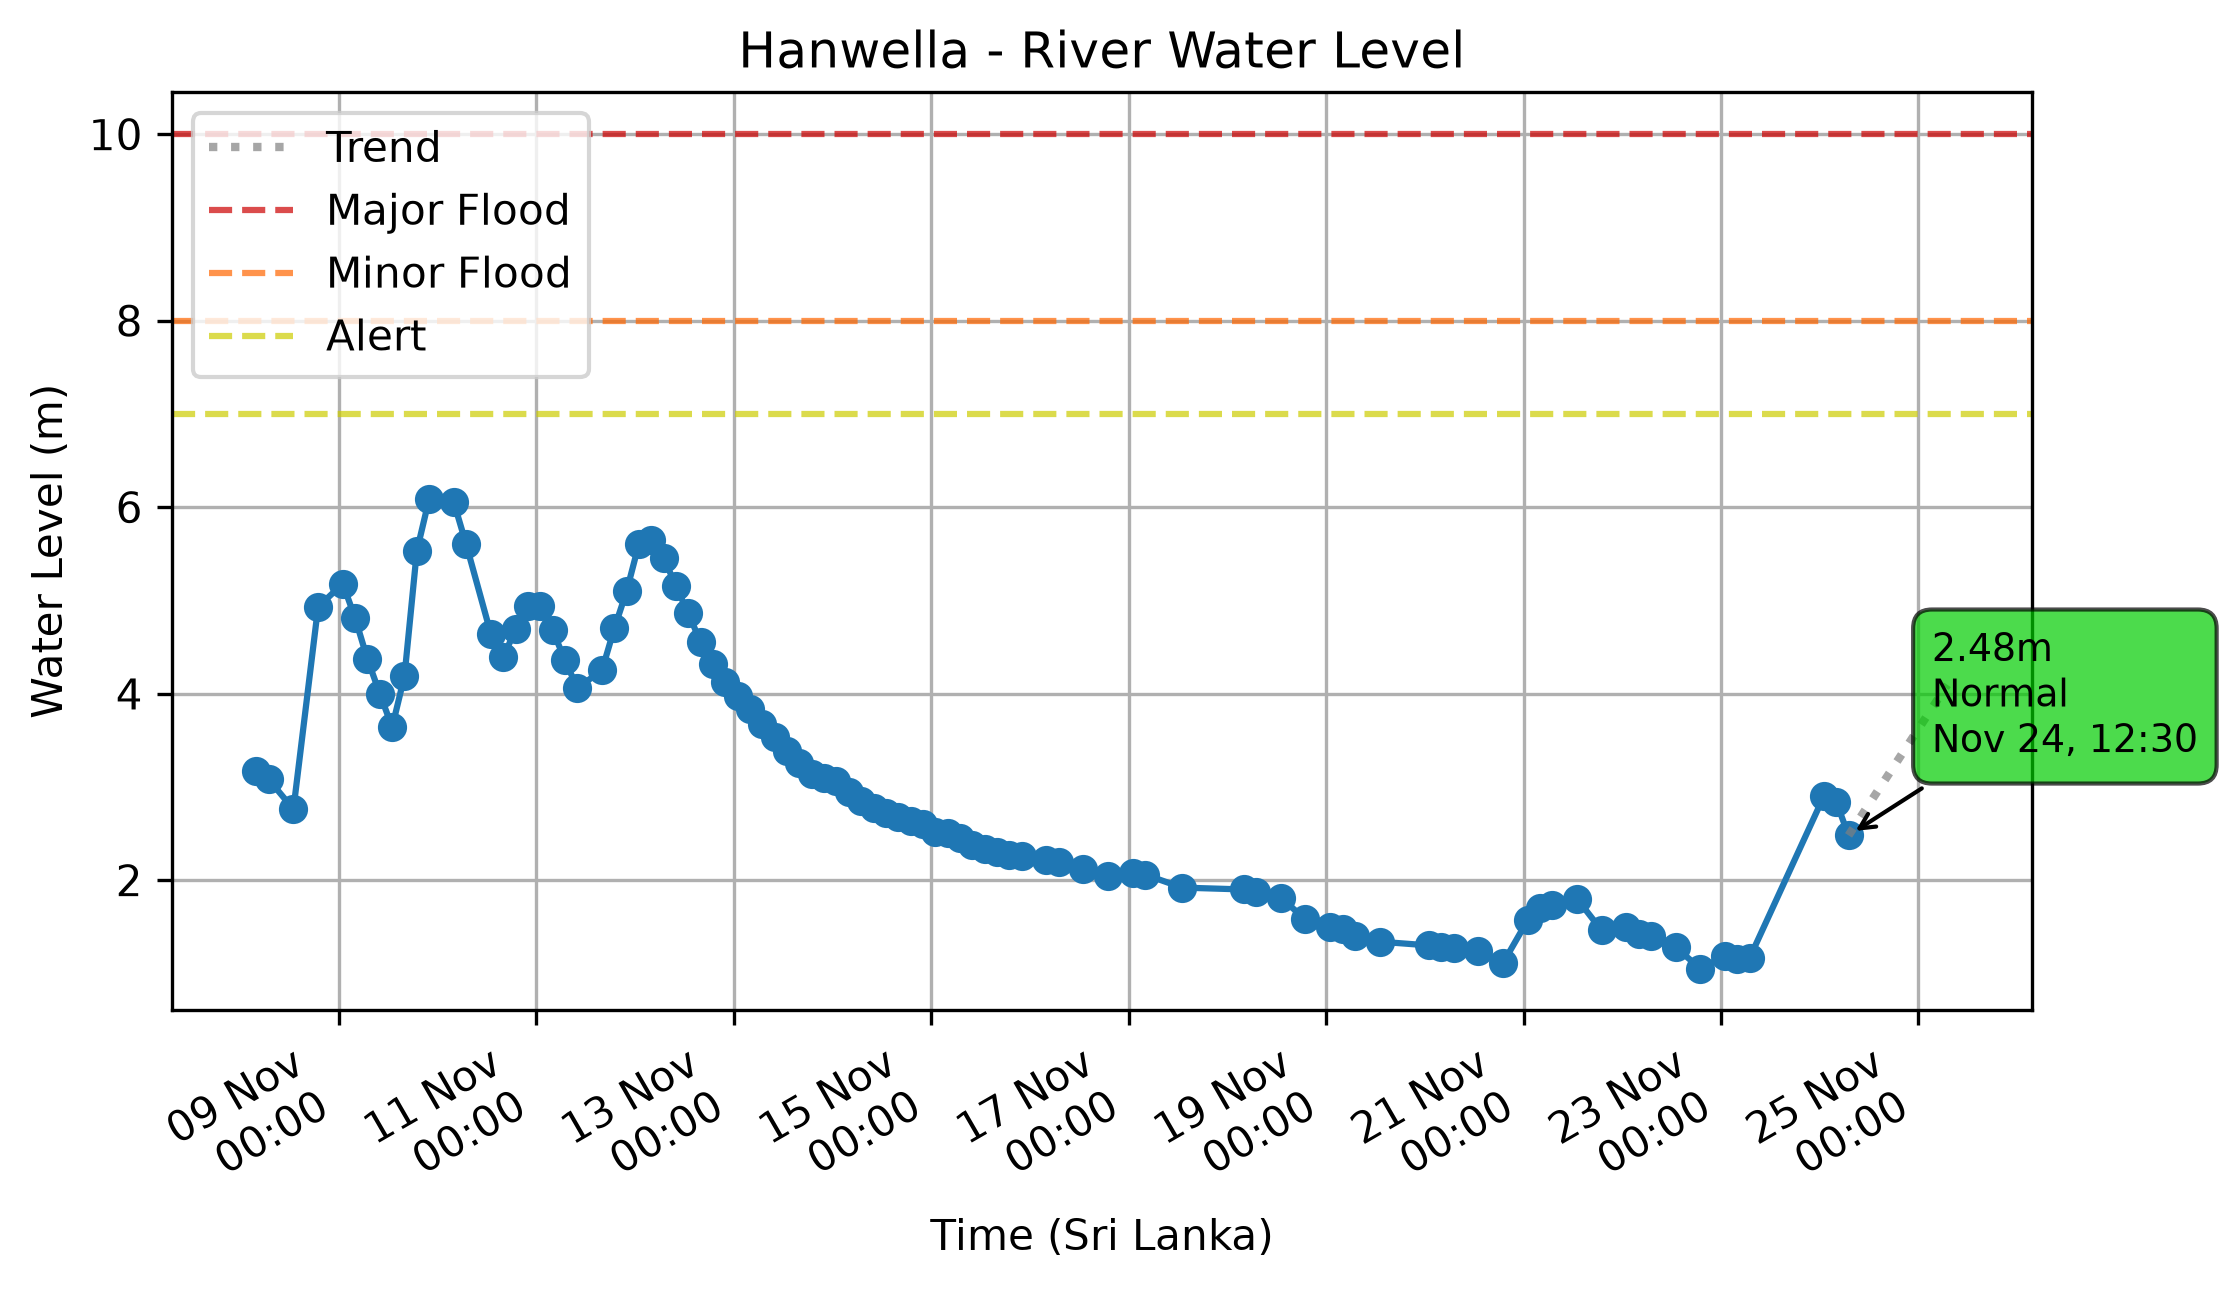 Hanwella - River Water Level
Trend
Major Flood
Minor Flood
Alert
10
8
6
4
2
Water Level (m)
2.48m
Normal
Nov 24, 12:30
09 Nov
00:00
11 Nov
00:00
13 Nov
00:00
15 Nov
00:00
17 Nov
00:00
19 Nov
00:00
21 Nov
00:00
23 Nov
00:00
25 Nov
00:00
Time (Sri Lanka)